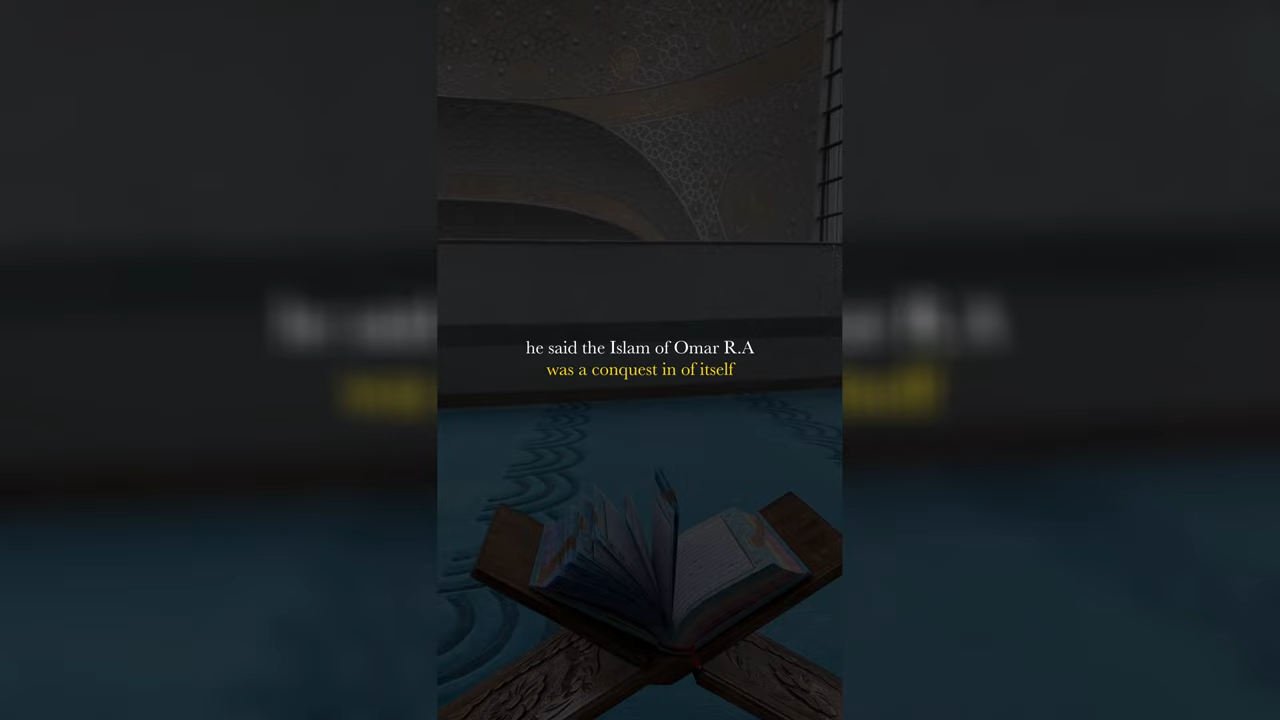 he said the Islam of Omar R.A
was a conquest in of itself